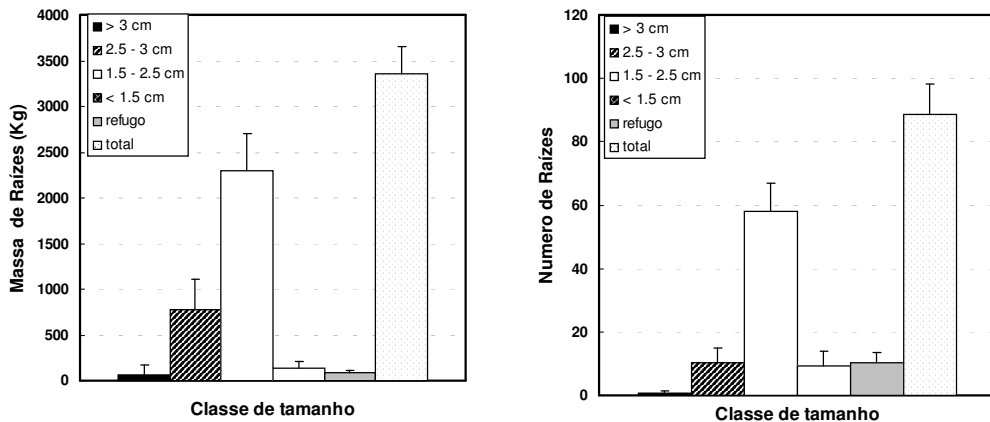 4000
3500
3000
2500
2000
1500
1000
500
0
Massa de Raízes (Kg)
> 3 cm
2.5 - 3 cm
1.5 - 2.5 cm
< 1.5 cm
refugo
total
Classe de tamanho
120
100
80
60
40
20
0
Numero de Raízes
> 3 cm
2.5 - 3 cm
1.5 - 2.5 cm
< 1.5 cm
refugo
total
Classe de tamanho